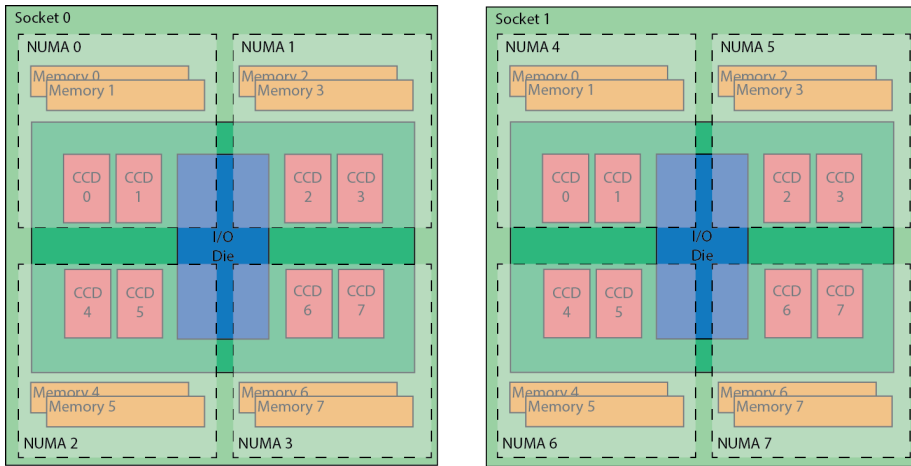 Socket 0
NUMA 0
NUMA 1
Memory 0
Memory 1
Memory 2
Memory 3
CCD
0
CCD
1
CCD
2
CCD
3
I/O
Die
CCD
4
CCD
5
CCD
6
CCD
7
Memory 4
Memory 5
Memory 6
Memory 7
NUMA 2
NUMA 3
Socket 1
NUMA 4
NUMA 5
Memory 0
Memory 1
Memory 2
Memory 3
CCD
0
CCD
1
CCD
2
CCD
3
I/O
Die
CCD
4
CCD
5
CCD
6
CCD
7
Memory 4
Memory 5
Memory 6
Memory 7
NUMA 6
NUMA 7